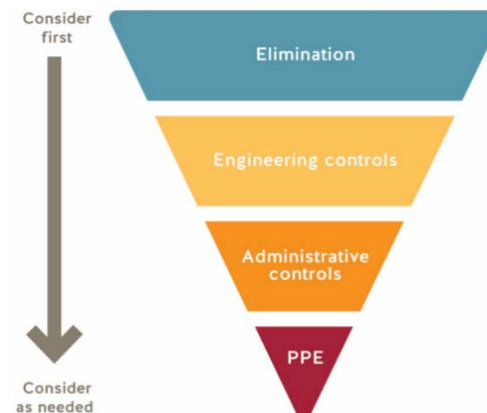 Consider
first
Elimination
Engineering controls
Administrative
controls
PPE
Consider
as needed